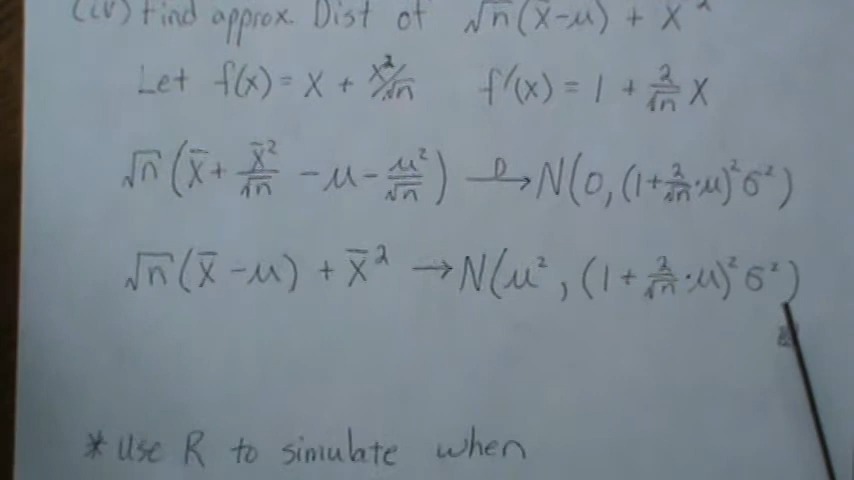 (iv) Find approx. Dist of √n(X̄-μ) + X̄²
Let f(x) = X + X²/√n f'(x) = 1 + 2/√n X
√n(X̄ + X̄²/√n - μ - μ²/√n) →D N(0, (1+2/√n·μ)²σ²)
√n(X̄-μ) + X̄² → N(μ², (1+2/√n·μ)²σ²)
*Use R to simulate when